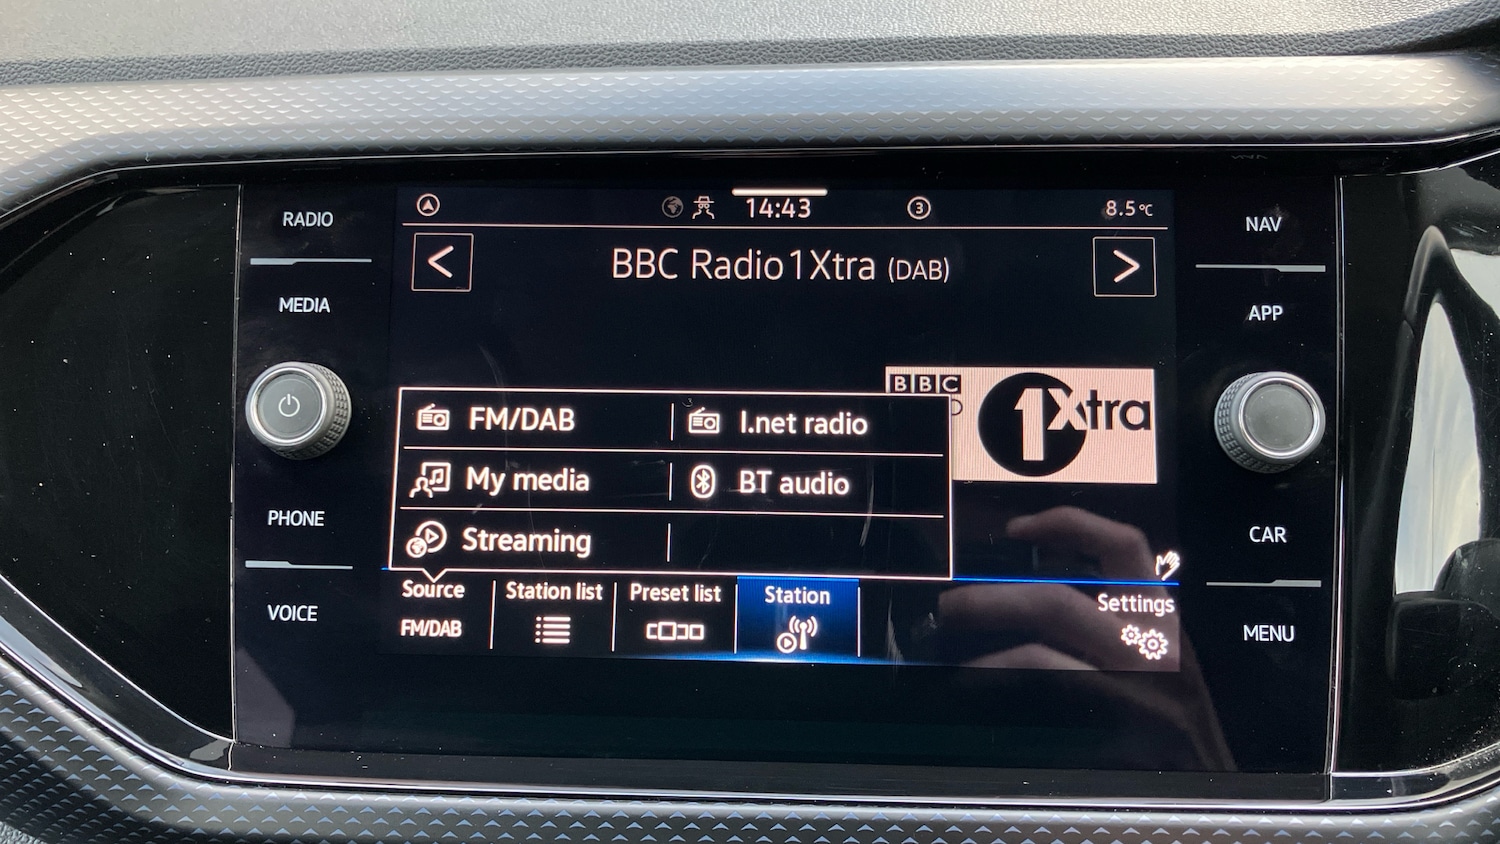 RADIO
MEDIA
PHONE
VOICE
14:43
3
8.5°C
< BBC Radio 1Xtra (DAB) >
BBC
1Xtra
FM/DAB
I.net radio
My media
BT audio
Streaming
Source
FM/DAB
Station list
Preset list
Station
Settings
NAV
APP
CAR
MENU